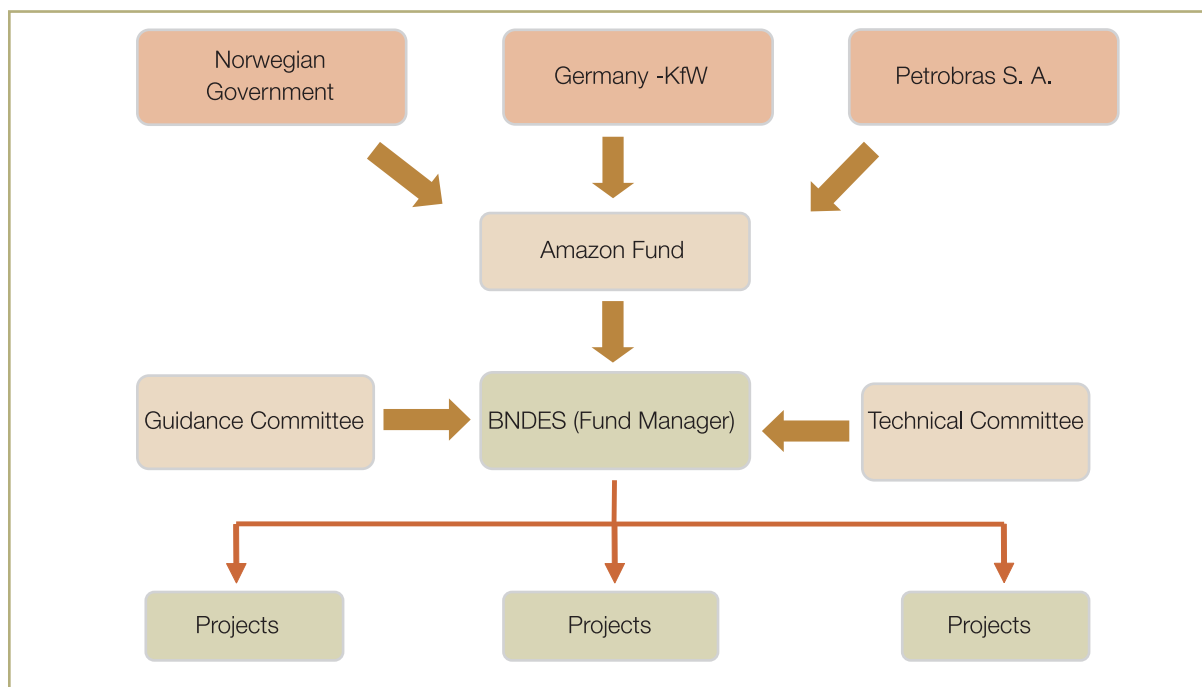 Norwegian
Government
Germany -KfW
Petrobras S. A.
Amazon Fund
Guidance Committee
BNDES (Fund Manager)
Technical Committee
Projects
Projects
Projects